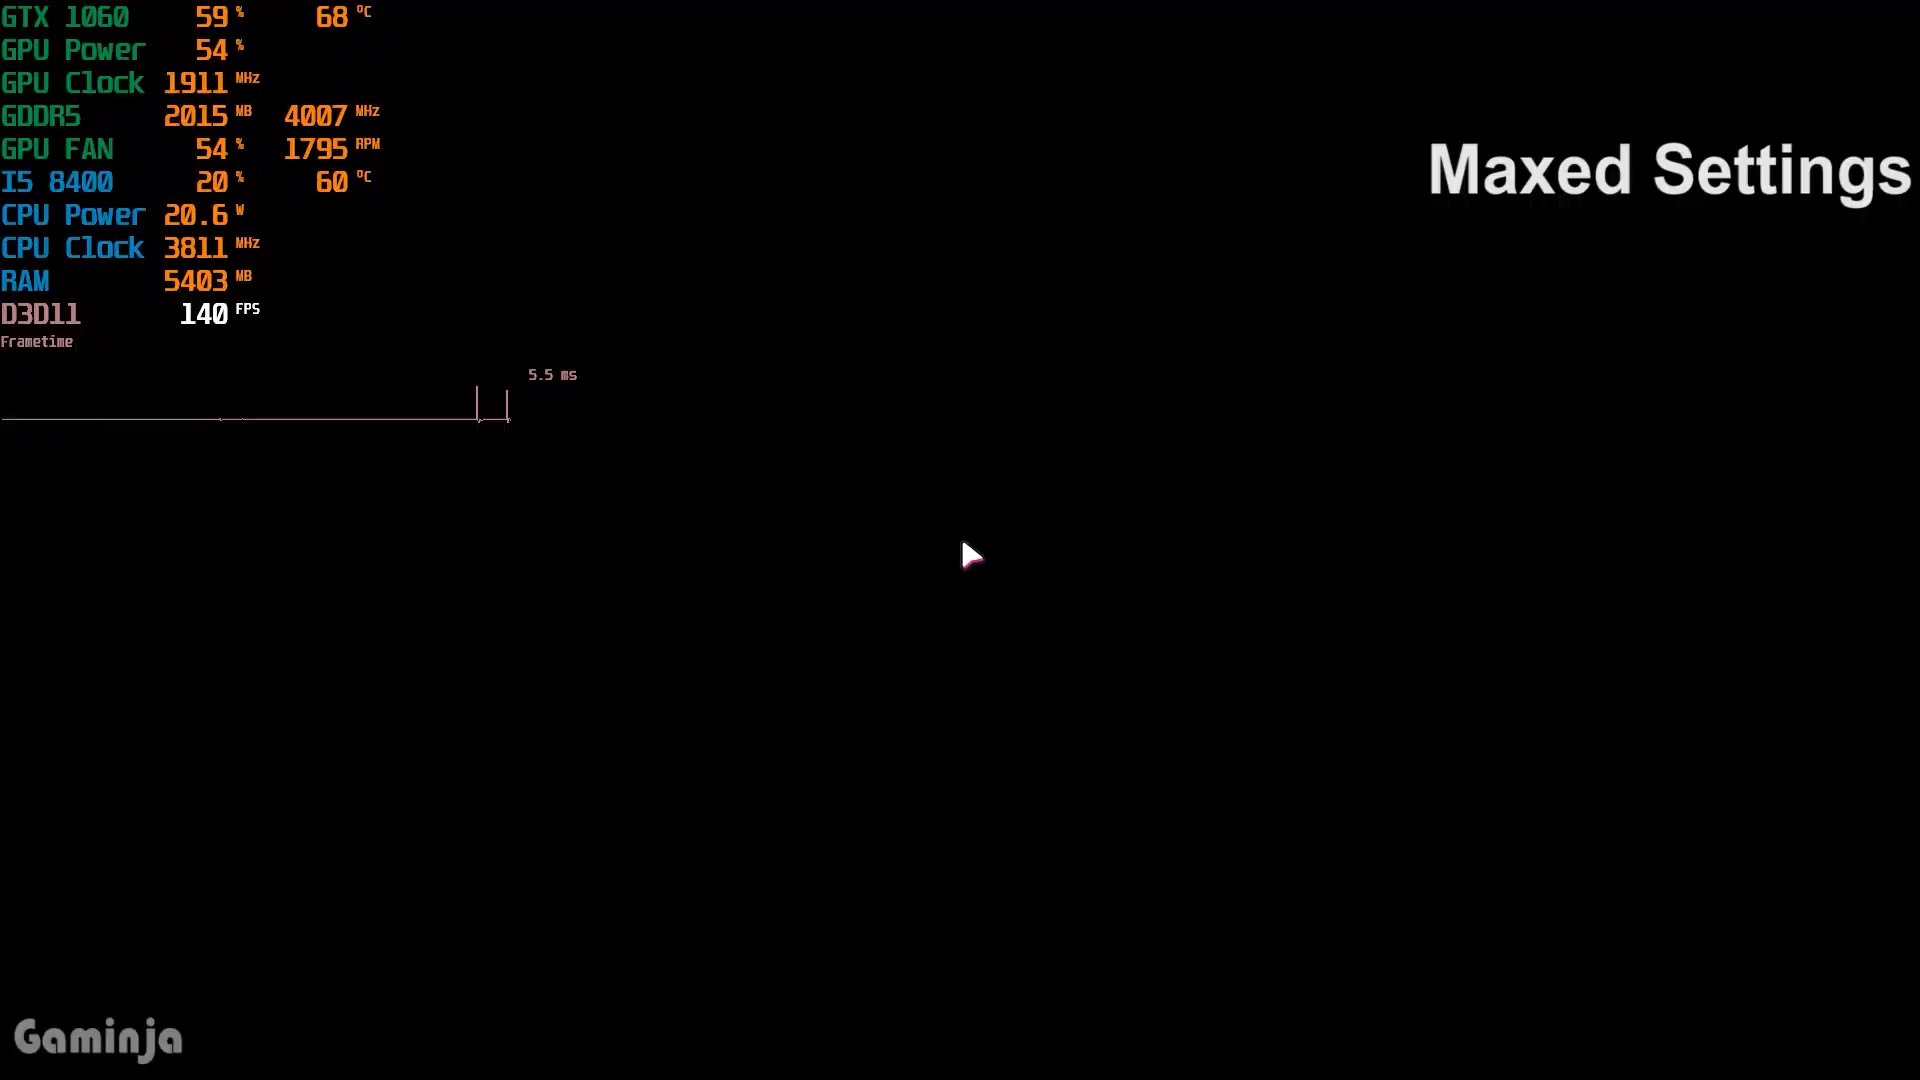 GTX 1060 59 % 68 °C
GPU Power 54 %
GPU Clock 1911 MHz
GDDR5 2015 MB 4007 MHz
GPU FAN 54 % 1795 RPM
I5 8400 20 % 60 °C
CPU Power 20.6 W
CPU Clock 3811 MHz
RAM 5403 MB
D3D11 140 FPS
Frametime
5.5 ms
Maxed Settings
Gaminja